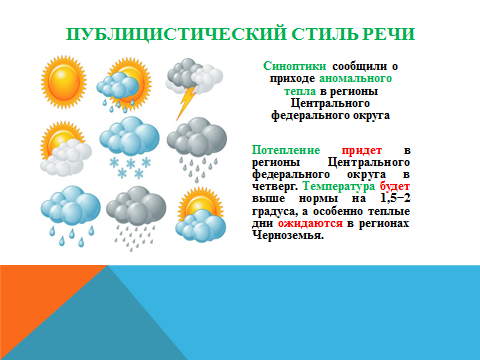 ПУБЛИЦИСТИЧЕСКИЙ СТИЛЬ РЕЧИ
Синоптики сообщили о
приходе аномального
тепла в регионы
Центрального
федерального округа
Потепление придет в
регионы Центрального
федерального округа в
четверг. Температура будет
выше нормы на 1,5−2
градуса, а особенно теплые
дни ожидаются в регионах
Черноземья.